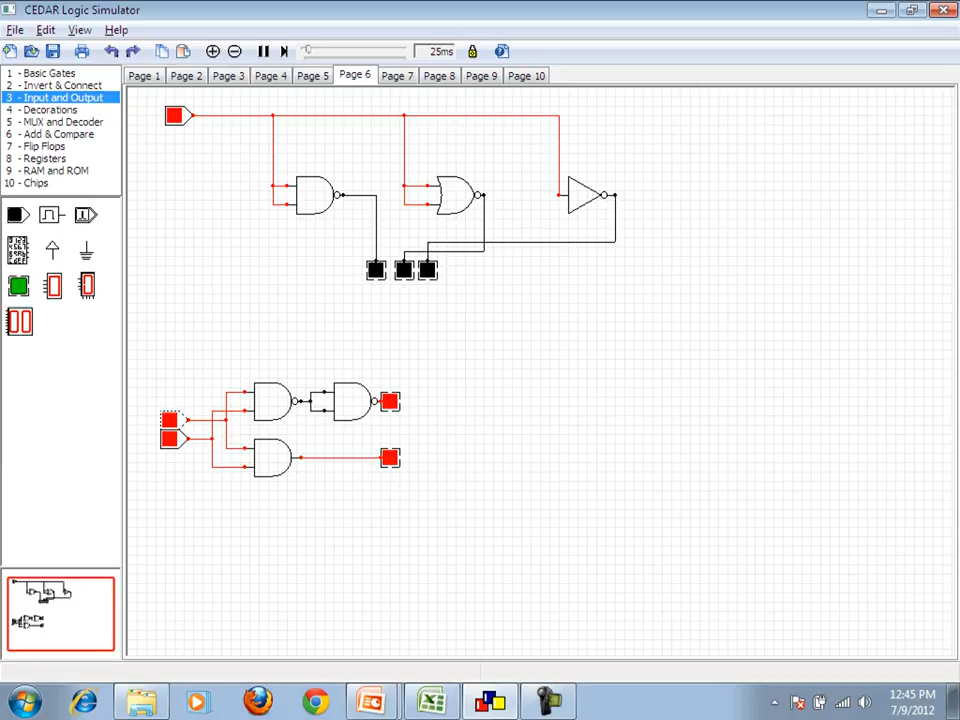 CEDAR Logic Simulator
File Edit View Help
25ms
1 - Basic Gates
2 - Invert & Connect
3 - Input and Output
4 - Decorations
5 - MUX and Decoder
6 - Add & Compare
7 - Flip Flops
8 - Registers
9 - RAM and ROM
10 - Chips
Page 1 Page 2 Page 3 Page 4 Page 5 Page 6 Page 7 Page 8 Page 9 Page 10
12:45 PM
7/9/2012